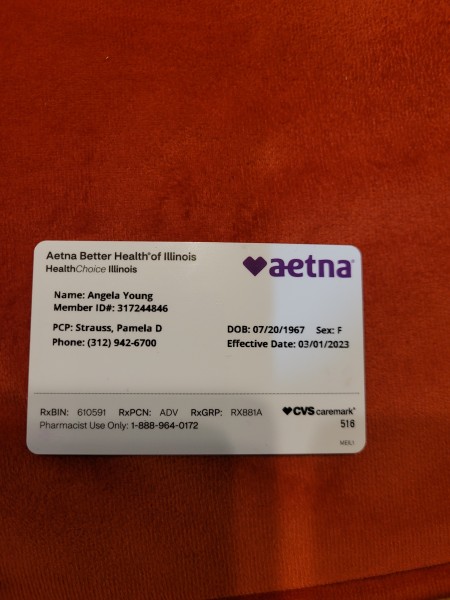 Aetna Better Health® of Illinois
HealthChoice Illinois
aetna®
Name: Angela Young
Member ID#: 317244846
PCP: Strauss, Pamela D
DOB: 07/20/1967 Sex: F
Phone: (312) 942-6700
Effective Date: 03/01/2023
RxBIN: 610591 RxPCN: ADV RxGRP: RX881A
CVS caremark®
Pharmacist Use Only: 1-888-964-0172
516